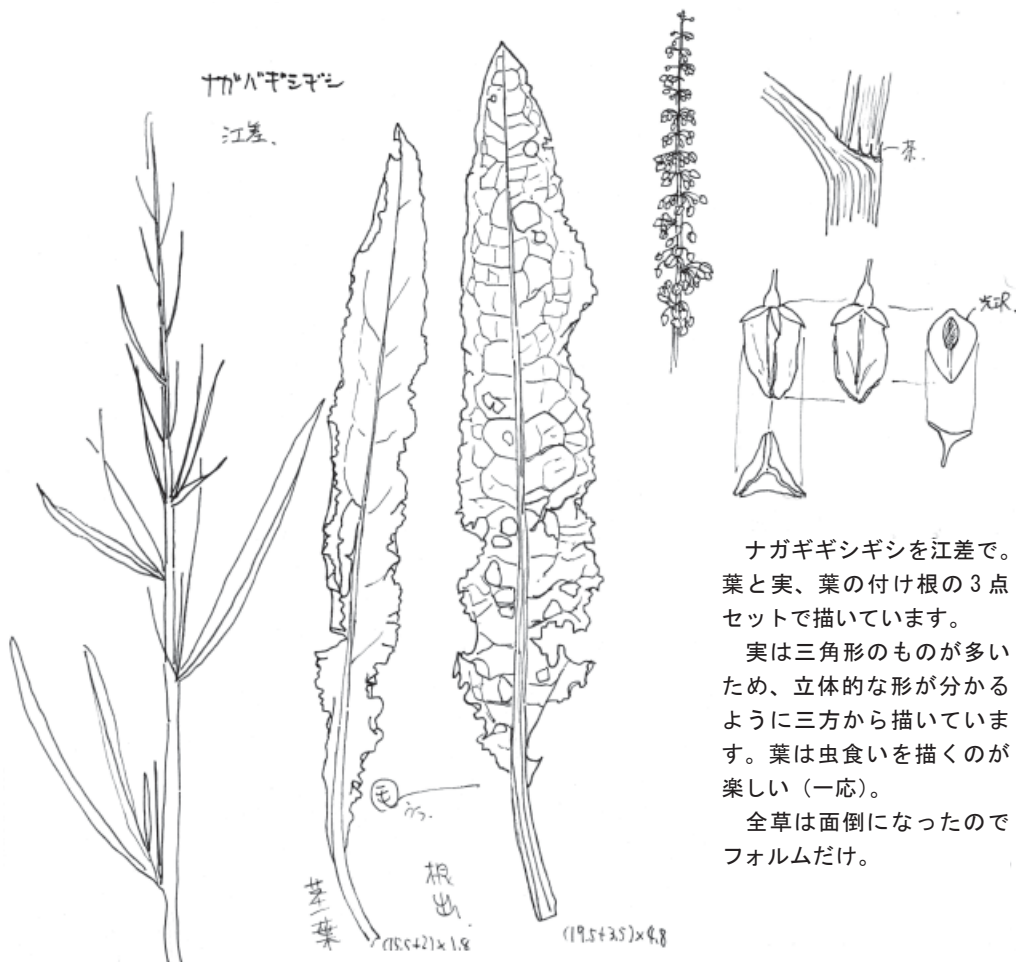 ナガバギシギシ
江差.
茶.
光沢.
ナガギギシギシを江差で。
葉と実、葉の付け根の3点
セットで描いています。
実は三角形のものが多い
ため、立体的な形が分かる
ように三方から描いていま
す。葉は虫食いを描くのが
楽しい（一応）。
全草は面倒になったので
フォルムだけ。
毛
根出.
茎葉
(15.5+2)×1.8
(19.5+3.5)×4.8